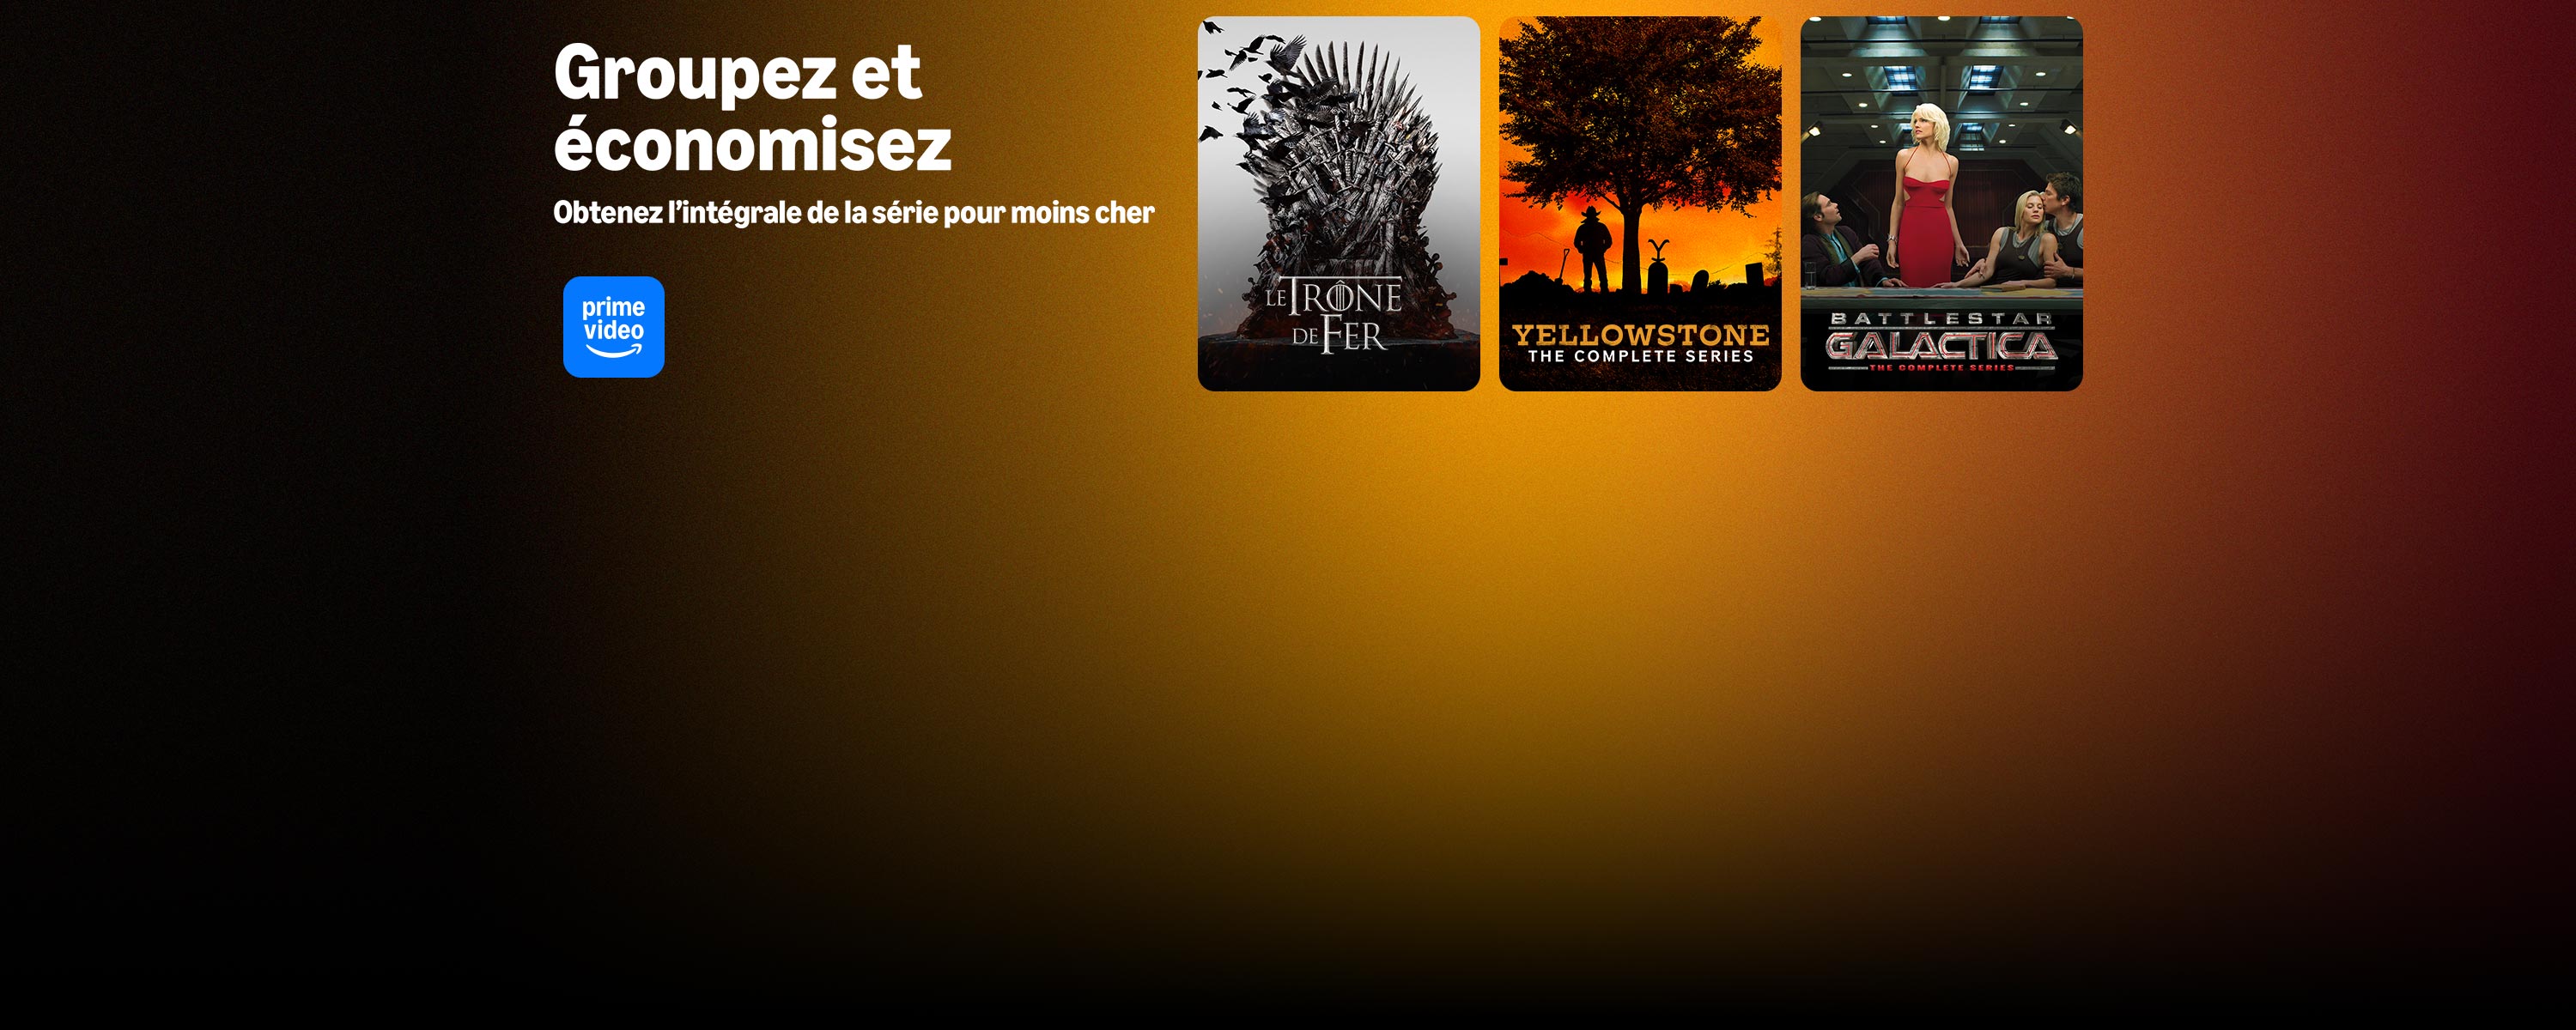 Groupez et
économisez
Obtenez l’intégrale de la série pour moins cher
prime
video
LE TRÔNE
DE FER
YELLOWSTONE
THE COMPLETE SERIES
BATTLESTAR
GALACTICA
THE COMPLETE SERIES